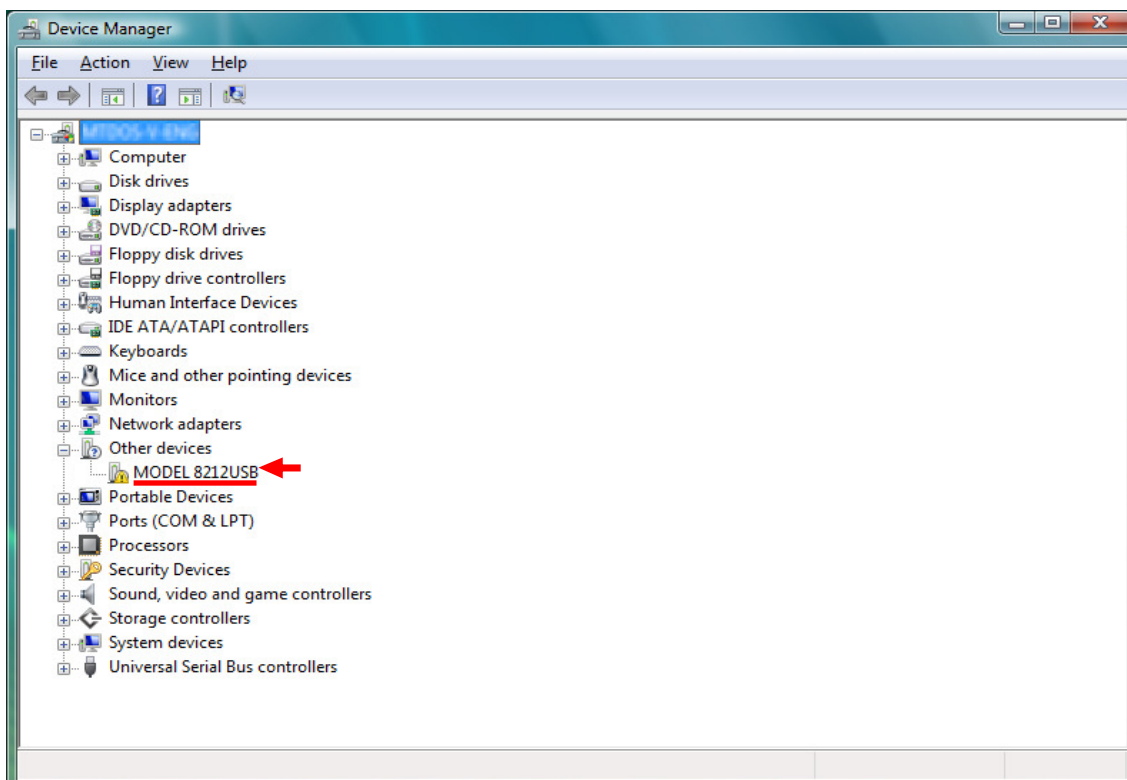 Device Manager
File Action View Help
Computer
Disk drives
Display adapters
DVD/CD-ROM drives
Floppy disk drives
Floppy drive controllers
Human Interface Devices
IDE ATA/ATAPI controllers
Keyboards
Mice and other pointing devices
Monitors
Network adapters
Other devices
MODEL 8212USB
Portable Devices
Ports (COM & LPT)
Processors
Security Devices
Sound, video and game controllers
Storage controllers
System devices
Universal Serial Bus controllers